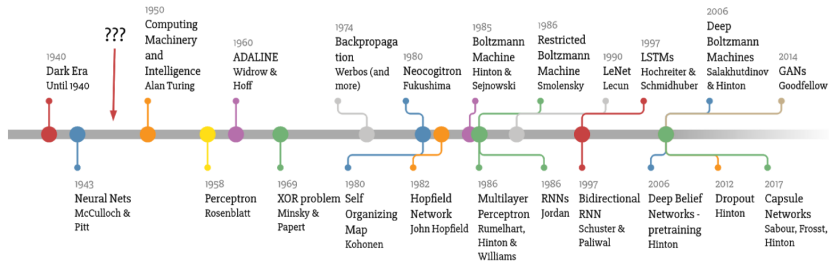 1950
Computing
Machinery
and
Intelligence
Alan Turing
???
1940
Dark Era
Until 1940
1960
ADALINE
Widrow &
Hoff
1974
Backpropaga
tion
Werbos (and
more)
1980
Neocogitron
Fukushima
1985
Boltzmann
Machine
Hinton &
Sejnowski
1986
Restricted
Boltzmann
Machine
Smolensky
1990
LeNet
Lecun
1997
LSTMs
Hochreiter &
Schmidhuber
2006
Deep
Boltzmann
Machines
Salakhutdinov
& Hinton
2014
GANs
Goodfellow
1943
Neural Nets
McCulloch &
Pitt
1958
Perceptron
Rosenblatt
1969
XOR problem
Minsky &
Papert
1980
Self
Organizing
Map
Kohonen
1982
Hopfield
Network
John Hopfield
1986
Multilayer
Perceptron
Rumelhart,
Hinton &
Williams
1986
RNNs
Jordan
1997
Bidirectional
RNN
Schuster &
Paliwal
2006
Deep Belief
Networks -
pretraining
Hinton
2012
Dropout
Hinton
2017
Capsule
Networks
Sabour, Frosst,
Hinton